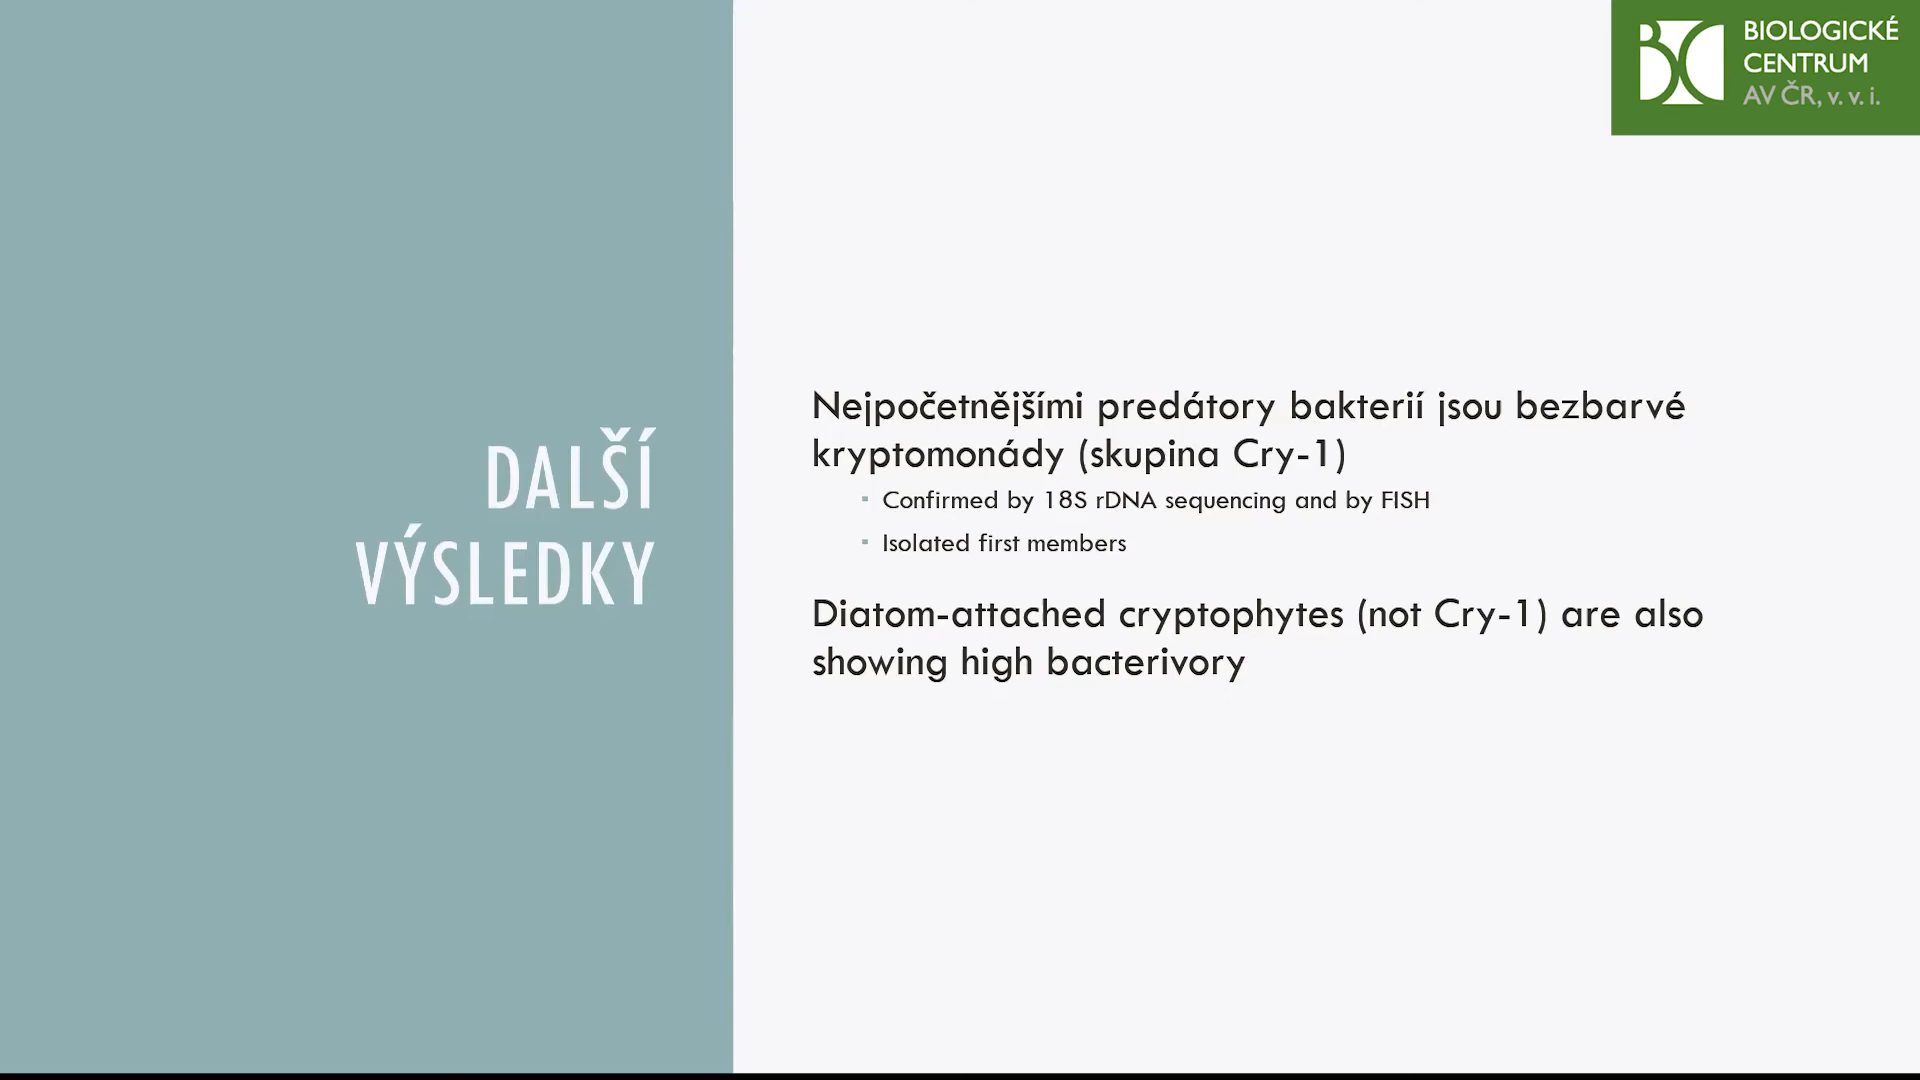 BIOLOGICKÉ
CENTRUM
AV ČR, v. v. i.
DALŠÍ
VÝSLEDKY
Nejpočetnějšími predátory bakterií jsou bezbarvé
kryptomonády (skupina Cry-1)
▪ Confirmed by 18S rDNA sequencing and by FISH
▪ Isolated first members
Diatom-attached cryptophytes (not Cry-1) are also
showing high bacterivory